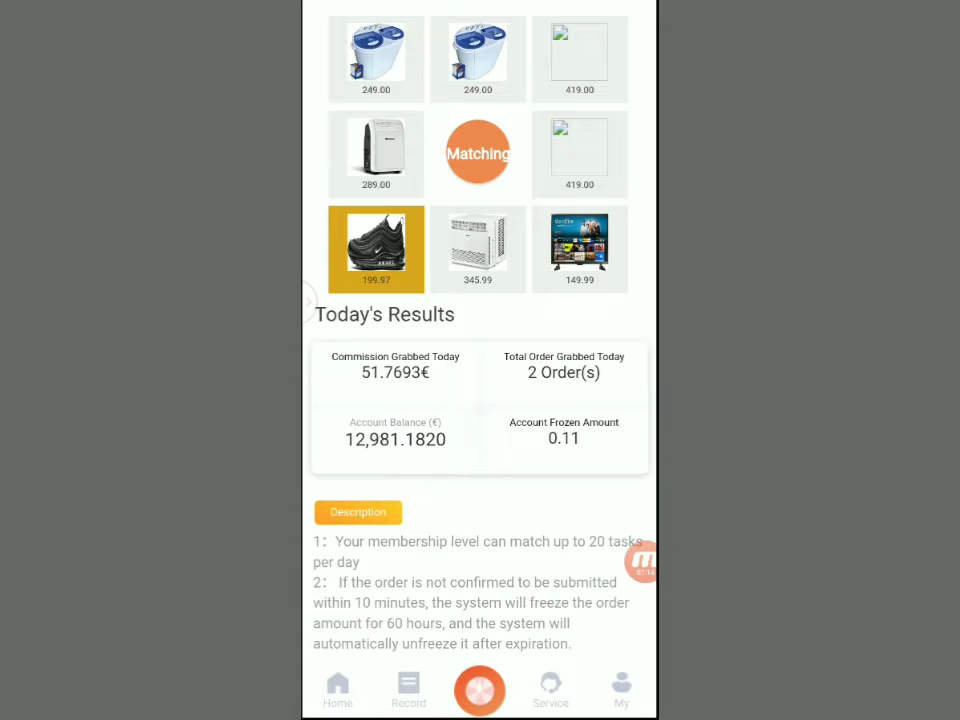 249.00
249.00
419.00
289.00
Matching
419.00
199.97
345.99
149.99
Today's Results
Commission Grabbed Today
51.7693€
Total Order Grabbed Today
2 Order(s)
Account Balance (€)
12,981.1820
Account Frozen Amount
0.11
Description
1： Your membership level can match up to 20 tasks
per day
2： If the order is not confirmed to be submitted
within 10 minutes, the system will freeze the order
amount for 60 hours, and the system will
automatically unfreeze it after expiration.
01:14
Home
Record
Service
My